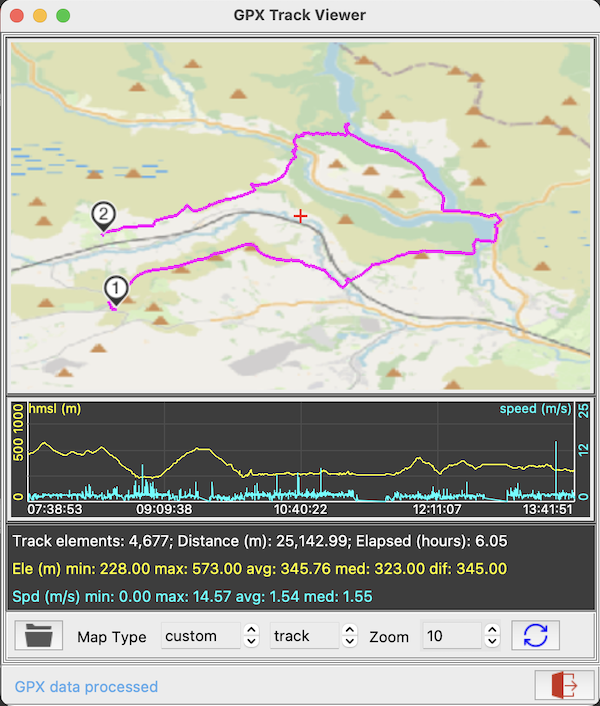 GPX Track Viewer
2
1
hmsl (m)
speed (m/s)
1000
500
0
25
12
0
07:38:53 09:09:38 10:40:22 12:11:07 13:41:51
Track elements: 4,677; Distance (m): 25,142.99; Elapsed (hours): 6.05
Ele (m) min: 228.00 max: 573.00 avg: 345.76 med: 323.00 dif: 345.00
Spd (m/s) min: 0.00 max: 14.57 avg: 1.54 med: 1.55
Map Type custom track Zoom 10
GPX data processed